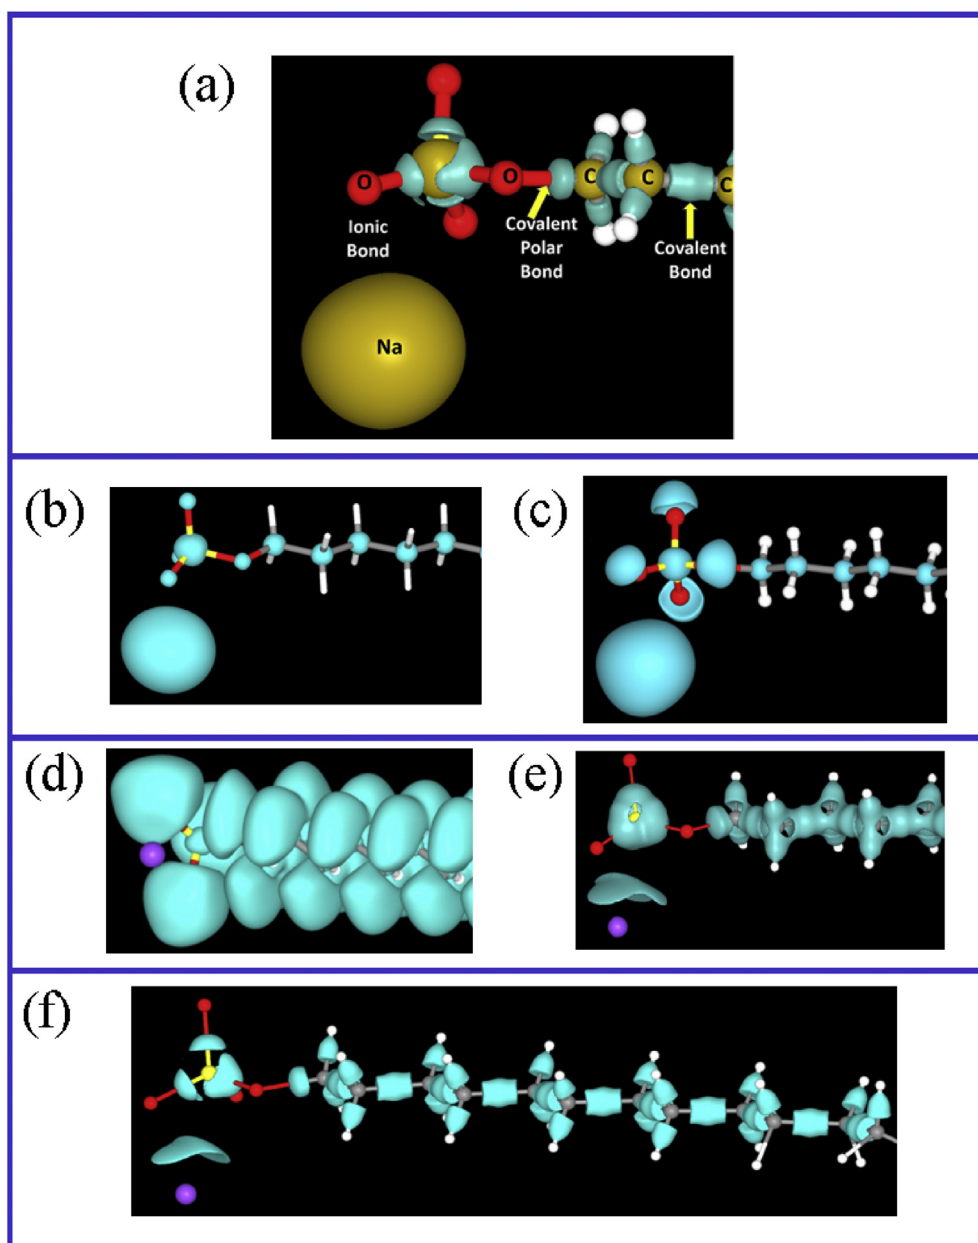 (a)
O
O
C
C
C
Ionic
Bond
Covalent
Polar
Bond
Covalent
Bond
Na
(b)
(c)
(d)
(e)
(f)